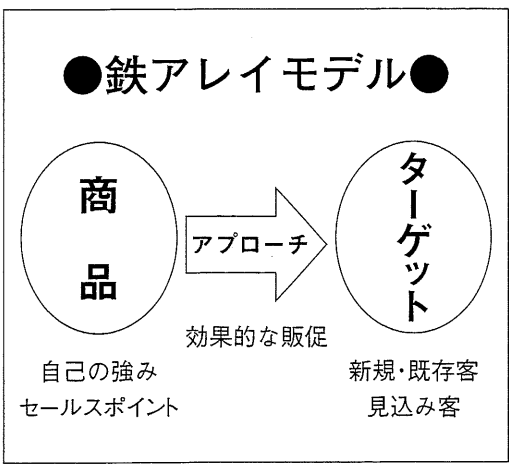 ●鉄アレイモデル●
商品
アプローチ
ターゲット
効果的な販促
自己の強み
セールスポイント
新規・既存客
見込み客